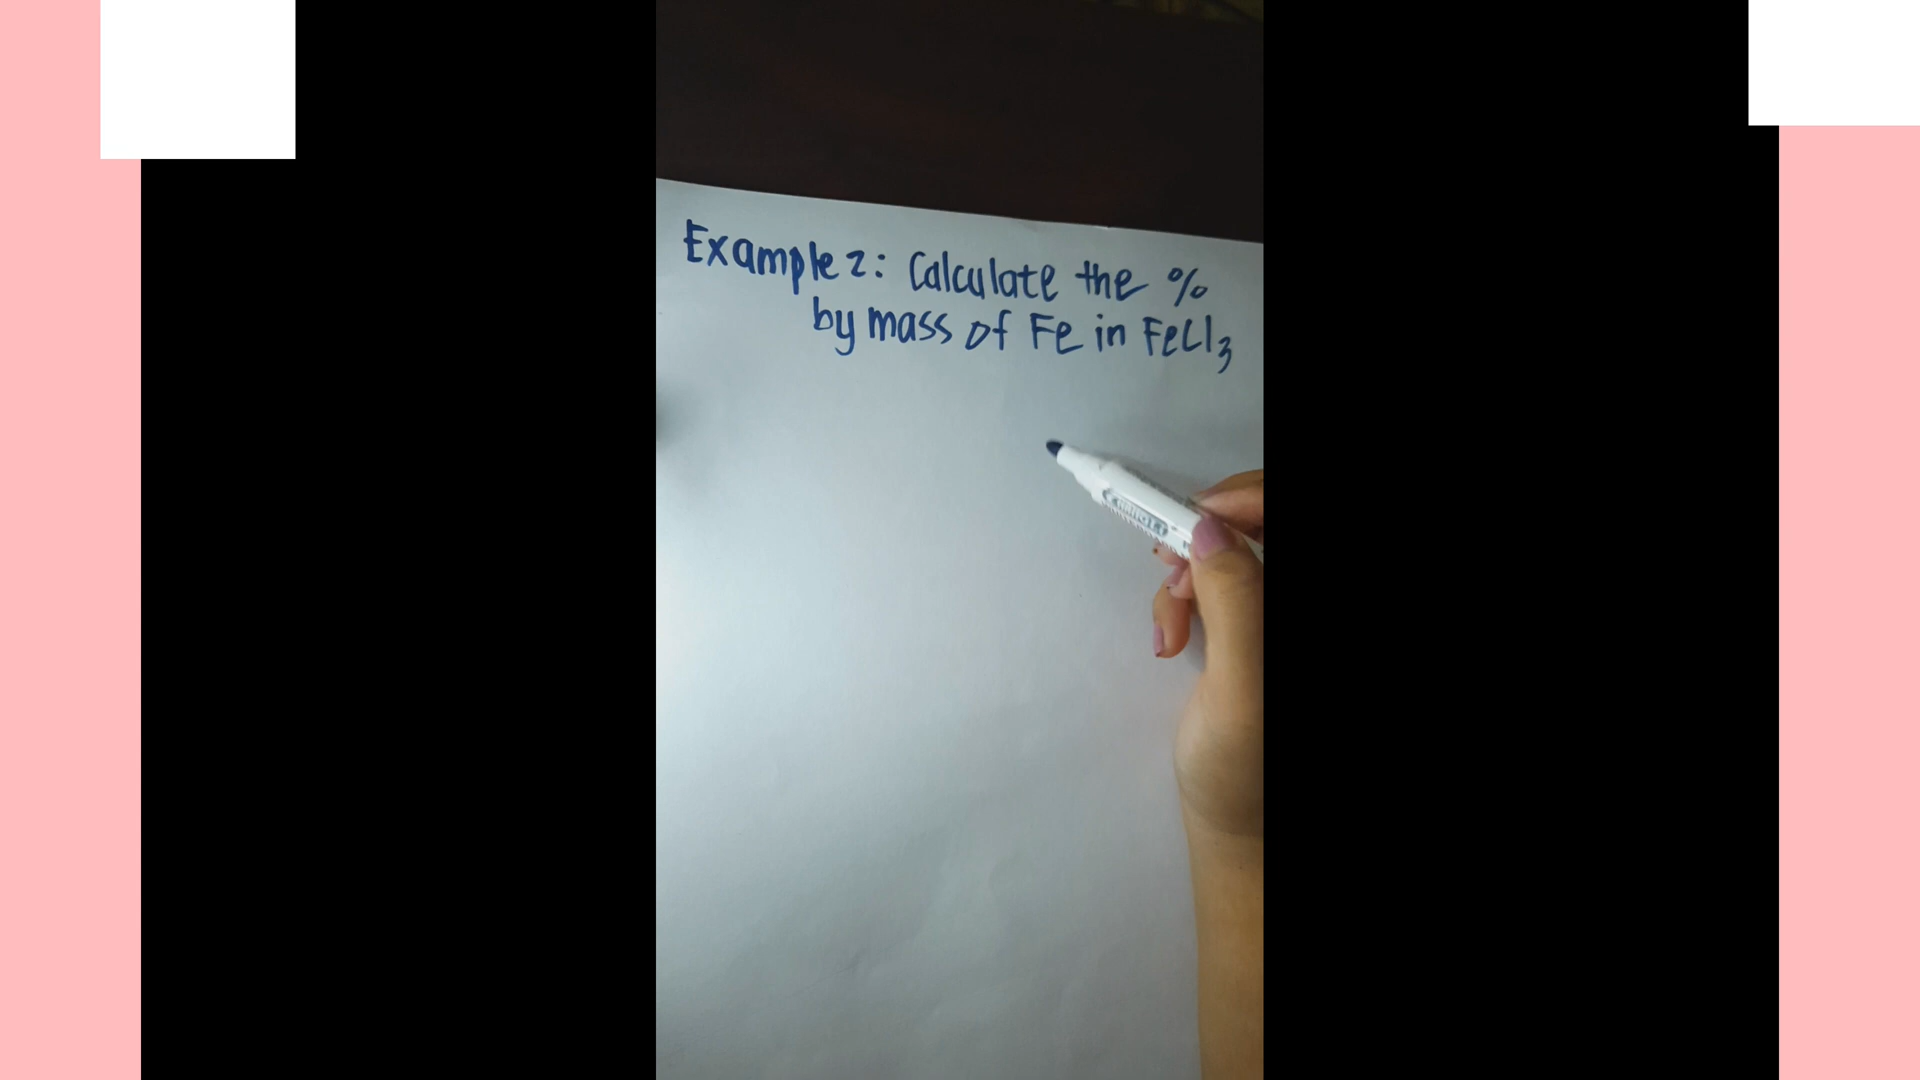 Example 2: Calculate the %
by mass of Fe in FeCl₃